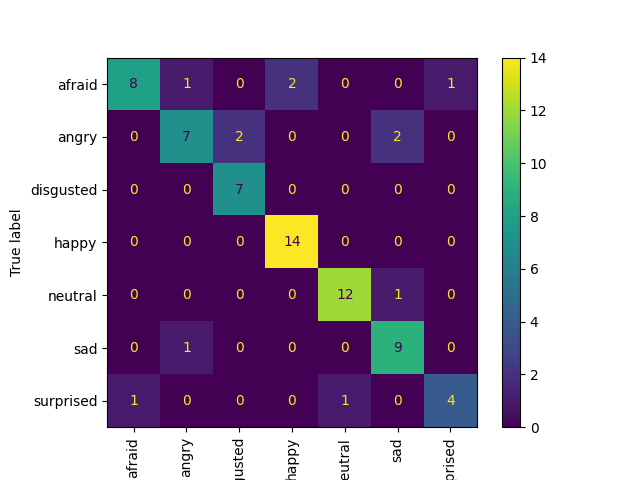 afraid 8 1 0 2 0 0 1
angry 0 7 2 0 0 2 0
disgusted 0 0 7 0 0 0 0
happy 0 0 0 14 0 0 0
neutral 0 0 0 0 12 1 0
sad 0 1 0 0 0 9 0
surprised 1 0 0 0 1 0 4
True label
afraid
angry
gusted
happy
eutral
sad
prised
14
12
10
8
6
4
2
0